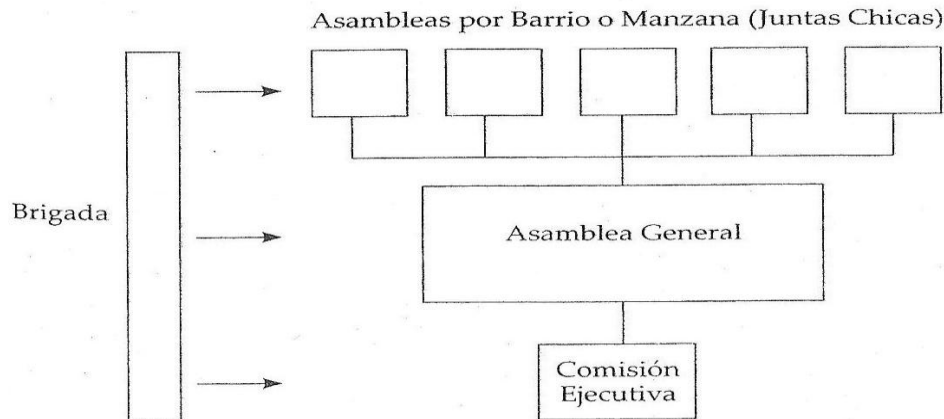 Asambleas por Barrio o Manzana (Juntas Chicas)
Brigada
Asamblea General
Comisión
Ejecutiva